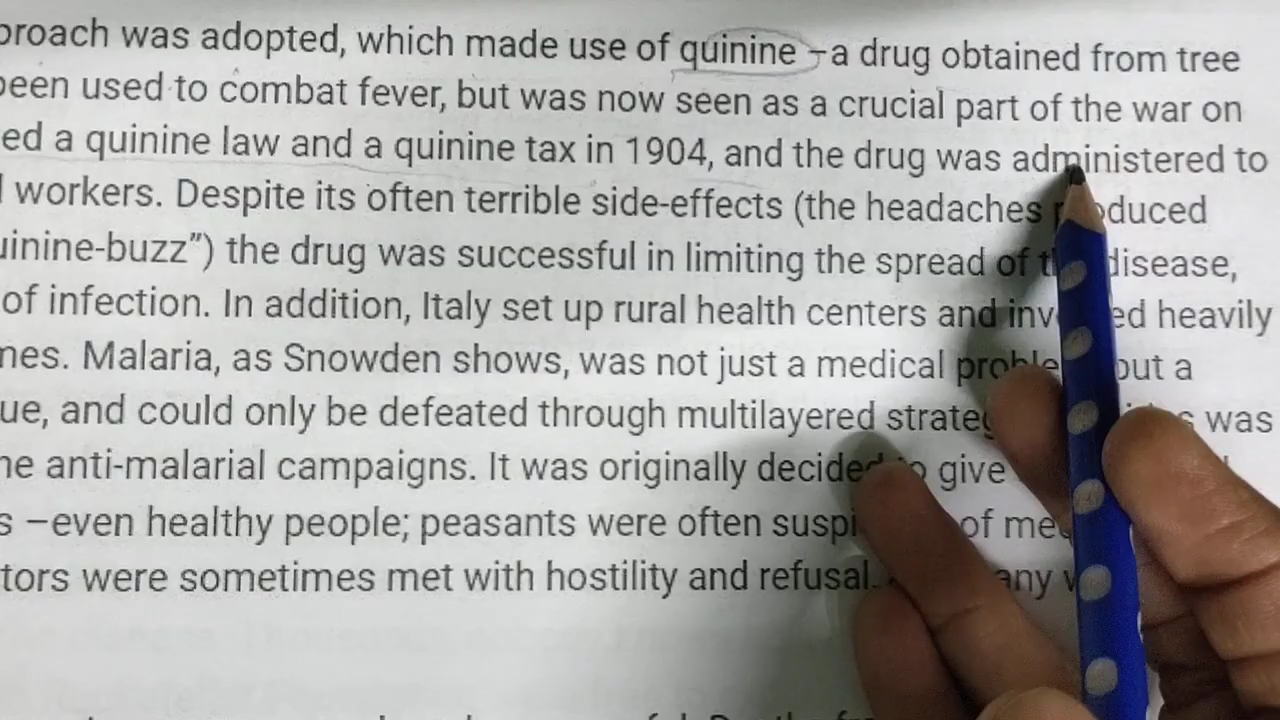 proach was adopted, which made use of quinine –a drug obtained from tree
been used to combat fever, but was now seen as a crucial part of the war on
ed a quinine law and a quinine tax in 1904, and the drug was administered to
workers. Despite its often terrible side-effects (the headaches produced
uinine-buzz”) the drug was successful in limiting the spread of disease,
of infection. In addition, Italy set up rural health centers and heavily
nes. Malaria, as Snowden shows, was not just a medical but a
ue, and could only be defeated through multilayered was
he anti-malarial campaigns. It was originally decided to give
s –even healthy people; peasants were often of
tors were sometimes met with hostility and refusal. any